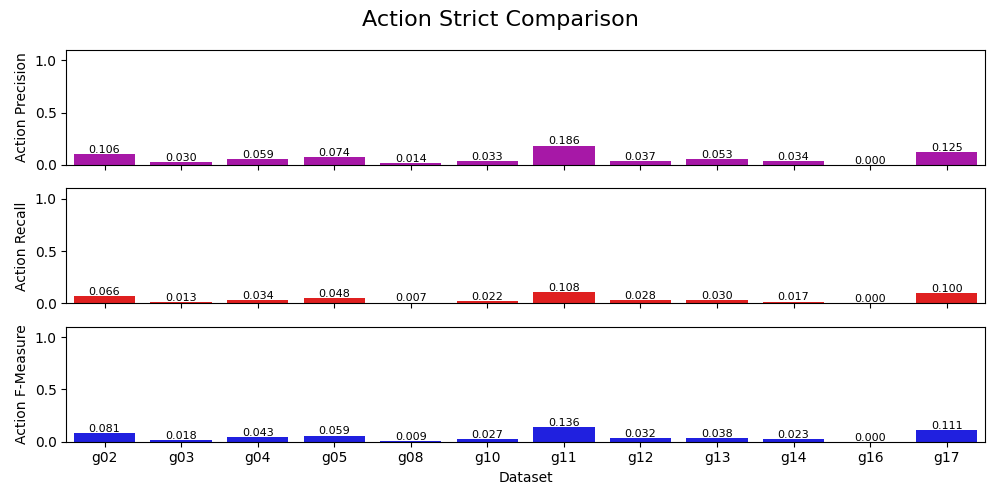 Action Strict Comparison
Action Precision
1.0
0.5
0.0
0.106 0.030 0.059 0.074 0.014 0.033 0.186 0.037 0.053 0.034 0.000 0.125
Action Recall
1.0
0.5
0.0
0.066 0.013 0.034 0.048 0.007 0.022 0.108 0.028 0.030 0.017 0.000 0.100
Action F-Measure
1.0
0.5
0.0
0.081 0.018 0.043 0.059 0.009 0.027 0.136 0.032 0.038 0.023 0.000 0.111
g02 g03 g04 g05 g08 g10 g11 g12 g13 g14 g16 g17
Dataset